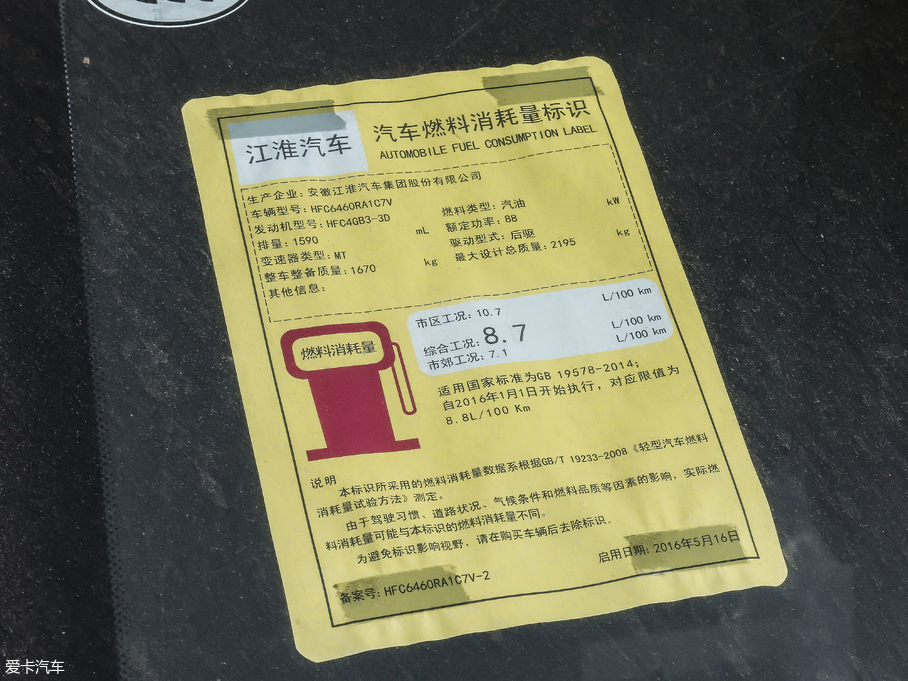 江淮汽车
汽车燃料消耗量标识
AUTOMOBILE FUEL CONSUMPTION LABEL
生产企业：安徽江淮汽车集团股份有限公司
车辆型号：HFC6460RA1C7V
发动机型号：HFC4GB3-3D 燃料类型：汽油
排量：1590 mL 额定功率：88 kW
变速器类型：MT 驱动型式：后驱
整车整备质量：1670 kg 最大设计总质量：2195 kg
其他信息：
燃料消耗量
市区工况：10.7 L/100 km
综合工况：8.7 L/100 km
市郊工况：7.1 L/100 km
适用国家标准为GB 19578-2014；
自2016年1月1日开始执行，对应限值为
8.8L/100 Km
说明
本标识所采用的燃料消耗量数据系根据GB/T 19233-2008《轻型汽车燃料
消耗量试验方法》测定。
由于驾驶习惯、道路状况、气候条件和燃料品质等因素的影响，实际燃
料消耗量可能与本标识的燃料消耗量不同。
为避免标识影响视野，请在购买车辆后去除标识。
备案号：HFC6460RA1C7V-2 启用日期：2016年5月16日
爱卡汽车